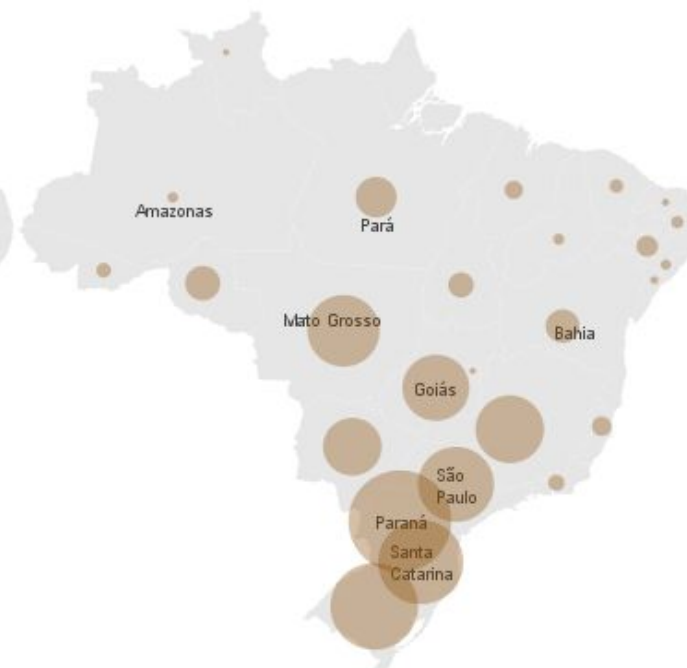 Amazonas
Pará
Mato Grosso
Bahia
Goiás
São
Paulo
Paraná
Santa
Catarina